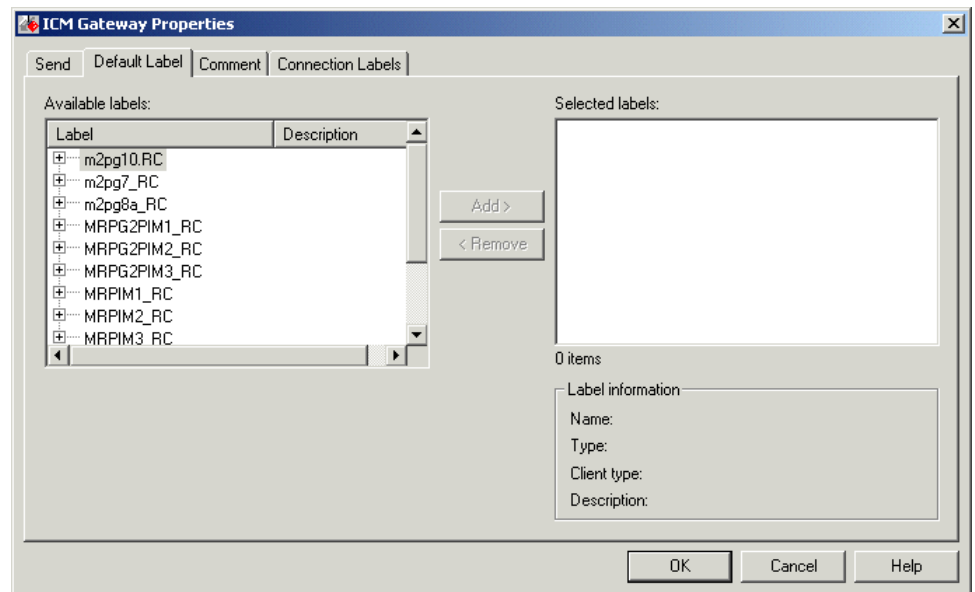 ICM Gateway Properties
Send Default Label Comment Connection Labels
Available labels:
Label Description
m2pg10.RC
m2pg7_RC
m2pg8a_RC
MRPG2PIM1_RC
MRPG2PIM2_RC
MRPG2PIM3_RC
MRPIM1_RC
MRPIM2_RC
MRPIM3_RC
Add >
< Remove
Selected labels:
0 items
Label information
Name:
Type:
Client type:
Description:
OK Cancel Help